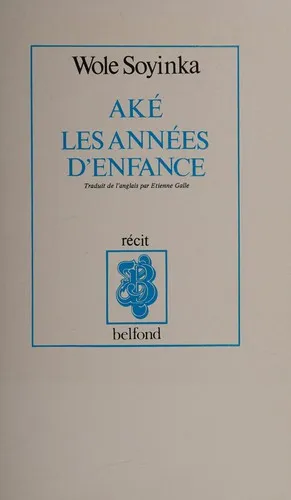 Wole Soyinka
AKÉ
LES ANNÉES
D'ENFANCE
Traduit de l'anglais par Etienne Galle
récit
belfond